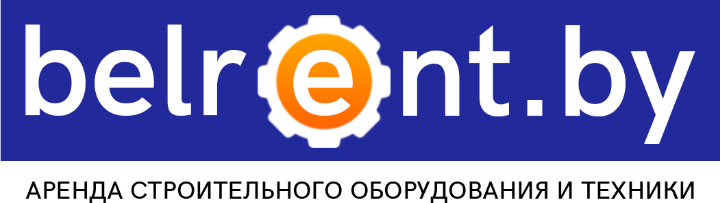 belrent.by
АРЕНДА СТРОИТЕЛЬНОГО ОБОРУДОВАНИЯ И ТЕХНИКИ